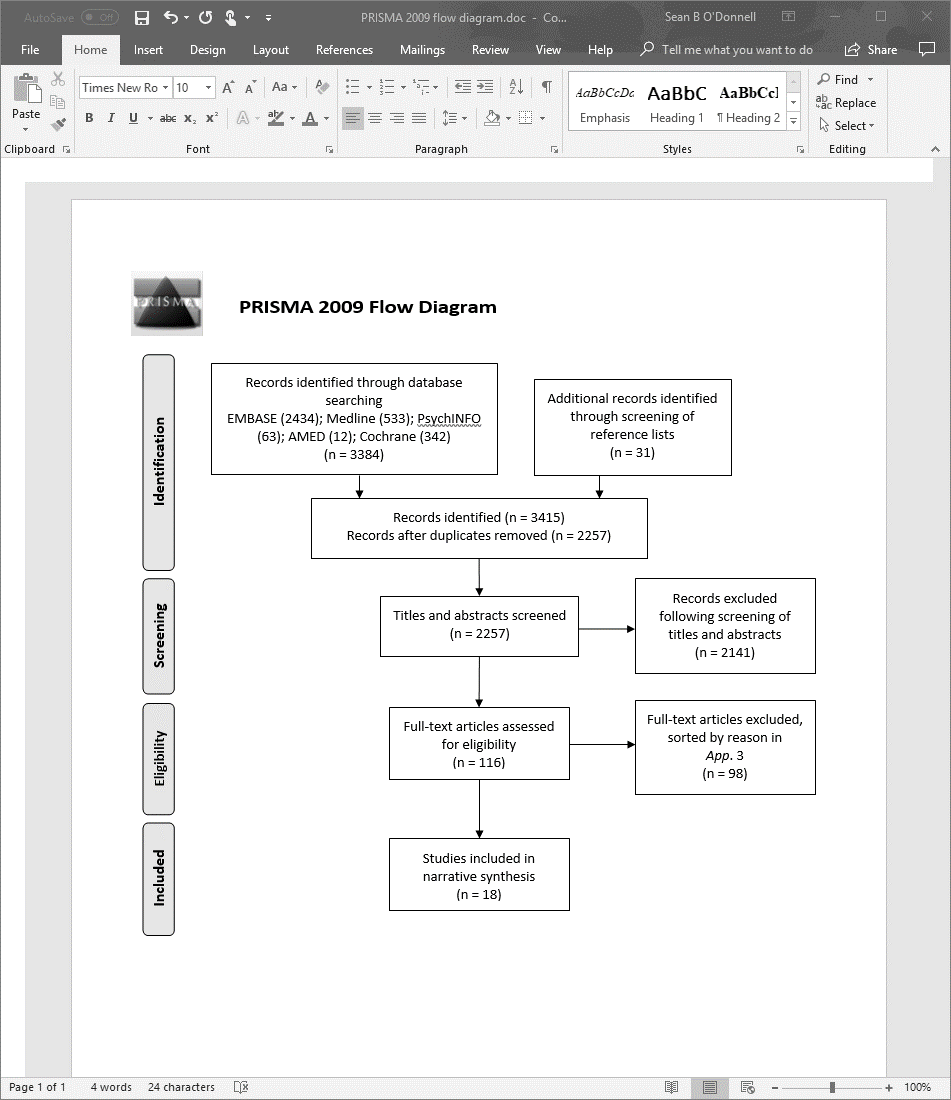 AutoSave Off PRISMA 2009 flow diagram.doc - Co... Sean B O'Donnell
File Home Insert Design Layout References Mailings Review View Help Tell me what you want to do Share
Paste
Clipboard
Times New Ro 10 Aa
B I U abc x₂ x² A A
Font
Paragraph
AaBbCcDc AaBbC AaBbCc
Emphasis Heading 1 ¶ Heading 2
Styles
Find
Replace
Select
Editing
PRISMA
PRISMA 2009 Flow Diagram
Identification
Records identified through database
searching
EMBASE (2434); Medline (533); PsychINFO
(63); AMED (12); Cochrane (342)
(n = 3384)
Additional records identified
through screening of
reference lists
(n = 31)
Records identified (n = 3415)
Records after duplicates removed (n = 2257)
Screening
Titles and abstracts screened
(n = 2257)
Records excluded
following screening of
titles and abstracts
(n = 2141)
Eligibility
Full-text articles assessed
for eligibility
(n = 116)
Full-text articles excluded,
sorted by reason in
App. 3
(n = 98)
Included
Studies included in
narrative synthesis
(n = 18)
Page 1 of 1 4 words 24 characters 100%